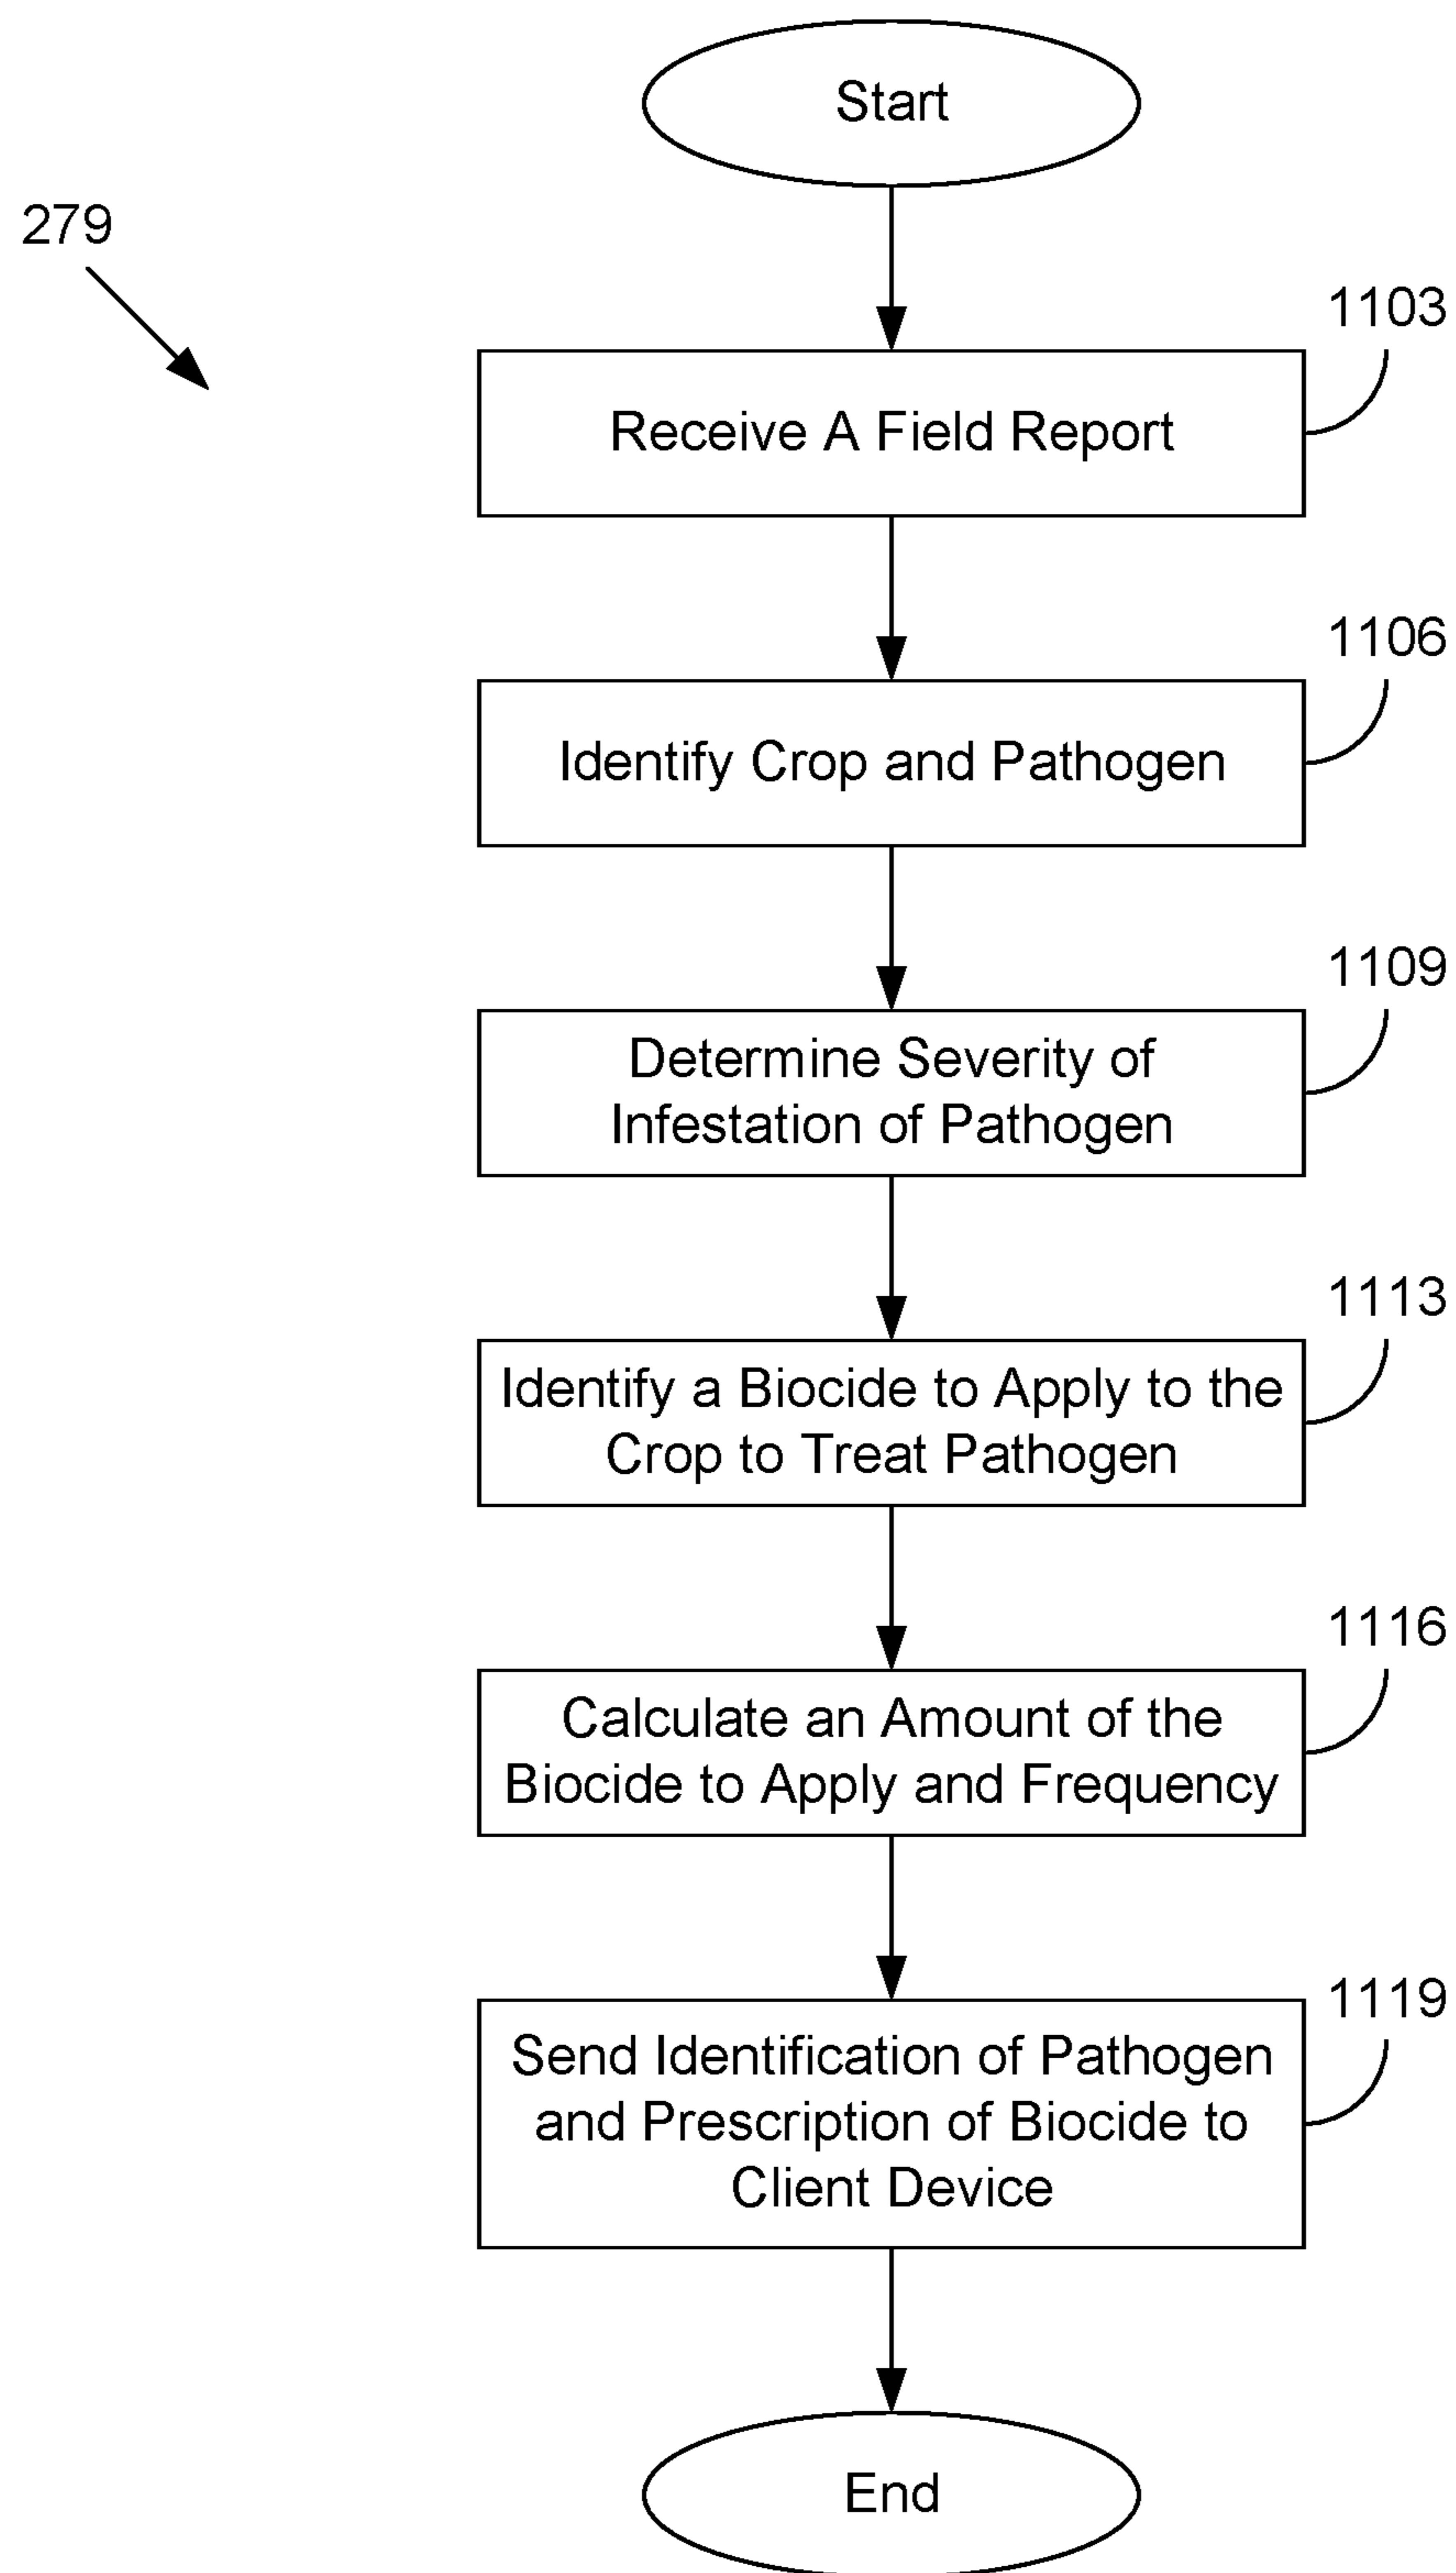 Start
279
1103
Receive A Field Report
1106
Identify Crop and Pathogen
1109
Determine Severity of
Infestation of Pathogen
1113
Identify a Biocide to Apply to the
Crop to Treat Pathogen
1116
Calculate an Amount of the
Biocide to Apply and Frequency
1119
Send Identification of Pathogen
and Prescription of Biocide to
Client Device
End